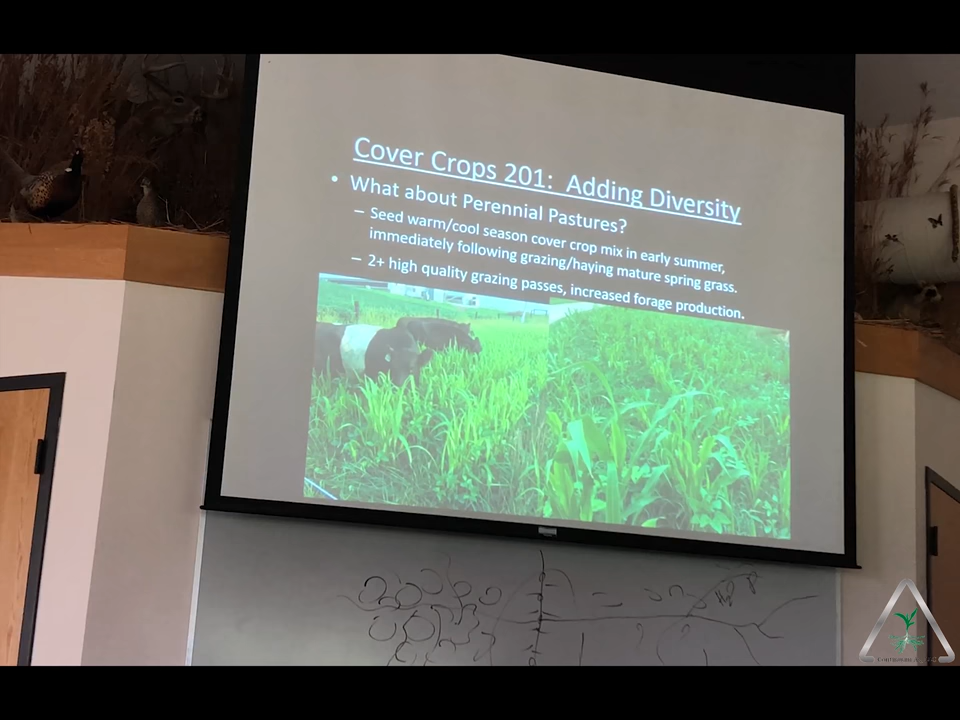 Cover Crops 201:  Adding Diversity
• What about Perennial Pastures?
– Seed warm/cool season cover crop mix in early summer,
immediately following grazing/haying mature spring grass.
– 2+ high quality grazing passes, increased forage production.